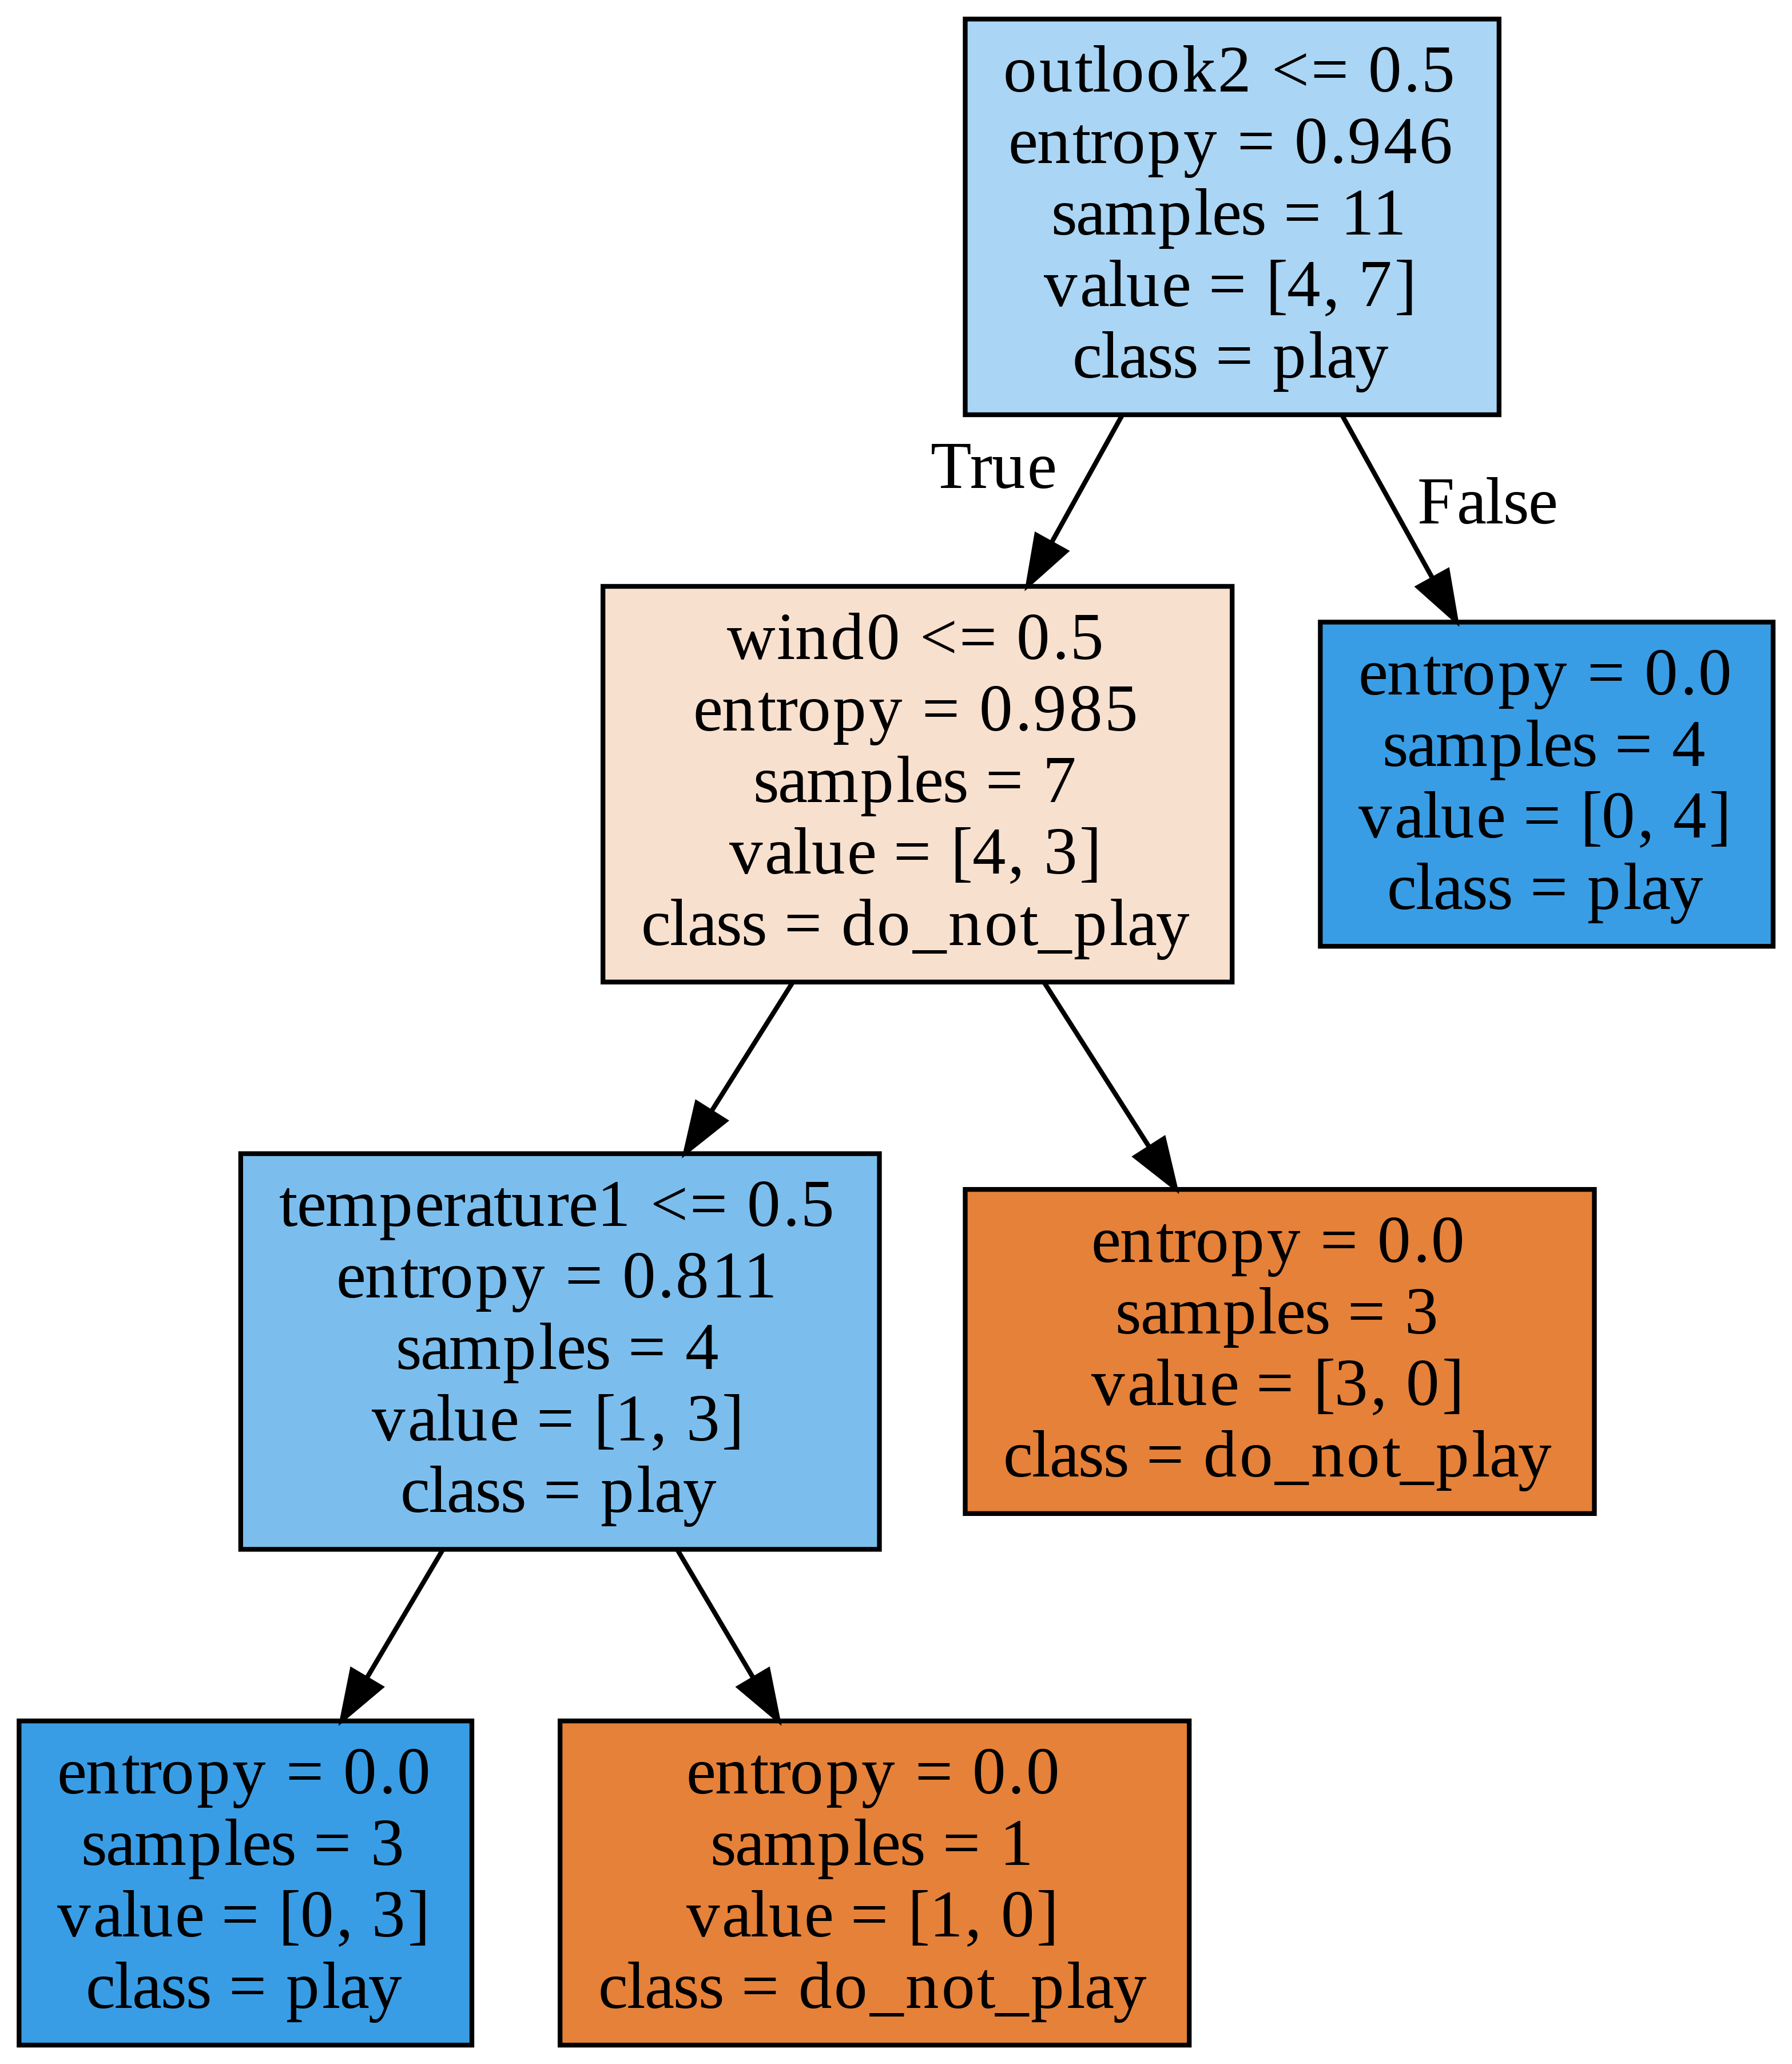 outlook2 <= 0.5
entropy = 0.946
samples = 11
value = [4, 7]
class = play
True
False
wind0 <= 0.5
entropy = 0.985
samples = 7
value = [4, 3]
class = do_not_play
entropy = 0.0
samples = 4
value = [0, 4]
class = play
temperature1 <= 0.5
entropy = 0.811
samples = 4
value = [1, 3]
class = play
entropy = 0.0
samples = 3
value = [3, 0]
class = do_not_play
entropy = 0.0
samples = 3
value = [0, 3]
class = play
entropy = 0.0
samples = 1
value = [1, 0]
class = do_not_play